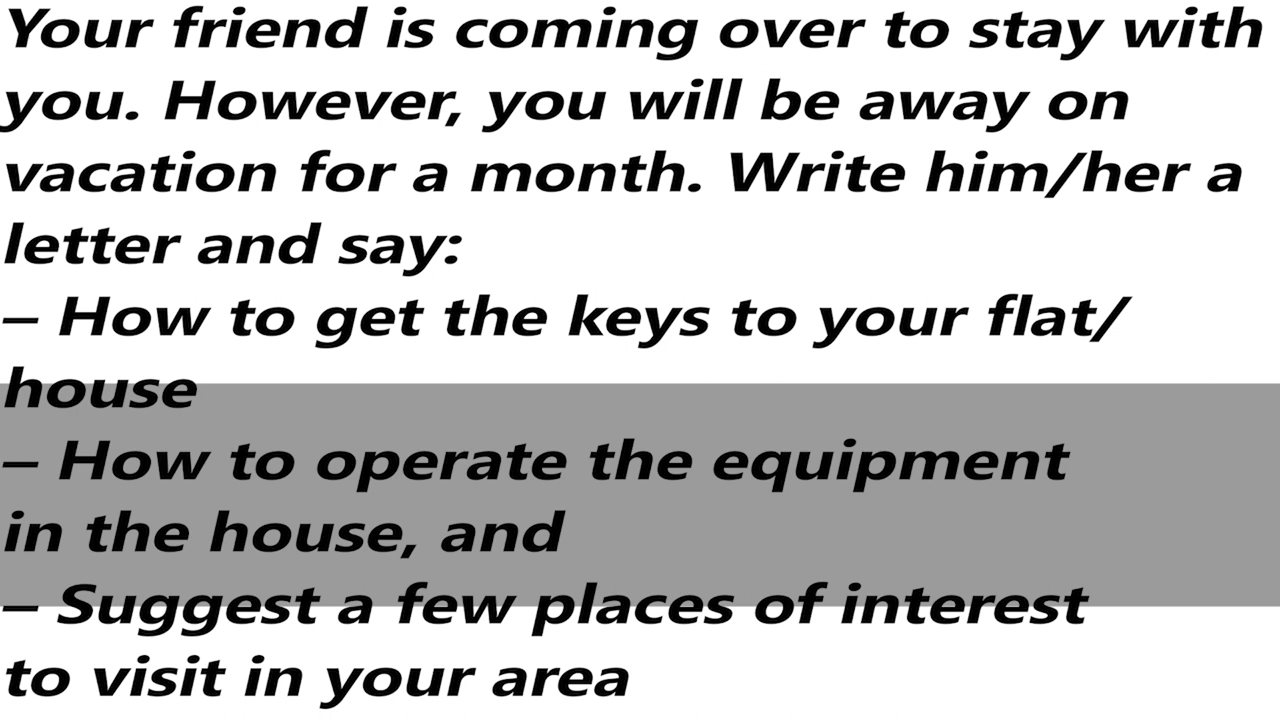 Your friend is coming over to stay with
you. However, you will be away on
vacation for a month. Write him/her a
letter and say:
– How to get the keys to your flat/
house
– How to operate the equipment
in the house, and
– Suggest a few places of interest
to visit in your area